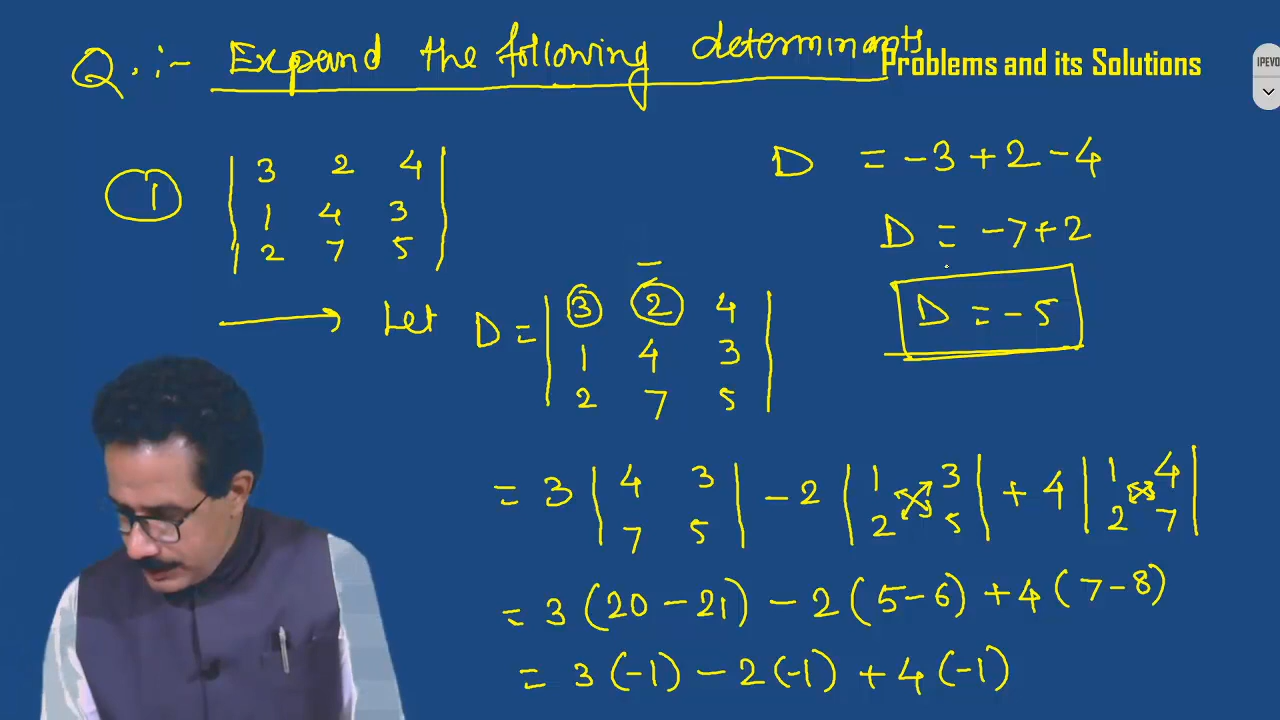 Q. :- Expand the following determinants
Problems and its Solutions
IPEVO
1 | 3 2 4 |
| 1 4 3 |
| 2 7 5 |
→ Let D = | 3 2 4 |
| 1 4 3 |
| 2 7 5 |
= 3 | 4 3 | - 2 | 1 3 | + 4 | 1 4 |
| 7 5 | | 2 5 | | 2 7 |
= 3 (20 - 21) - 2 (5 - 6) + 4 (7 - 8)
= 3 (-1) - 2 (-1) + 4 (-1)
D = -3 + 2 - 4
D = -7 + 2
D = -5